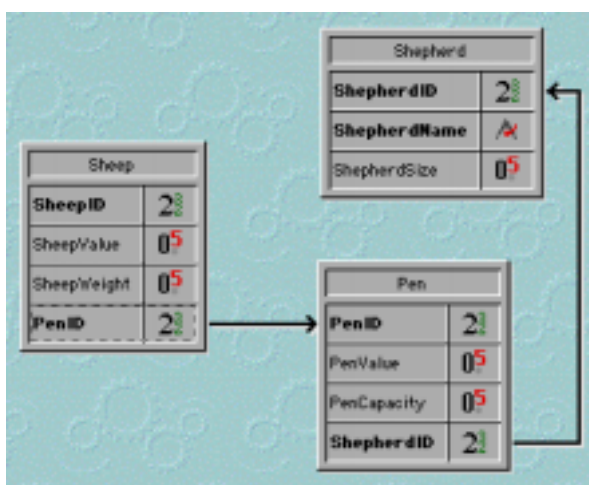 Shepherd
ShepherdID
ShepherdName
ShepherdSize
Sheep
SheepID
SheepValue
SheepWeight
PenID
Pen
PenID
PenValue
PenCapacity
ShepherdID